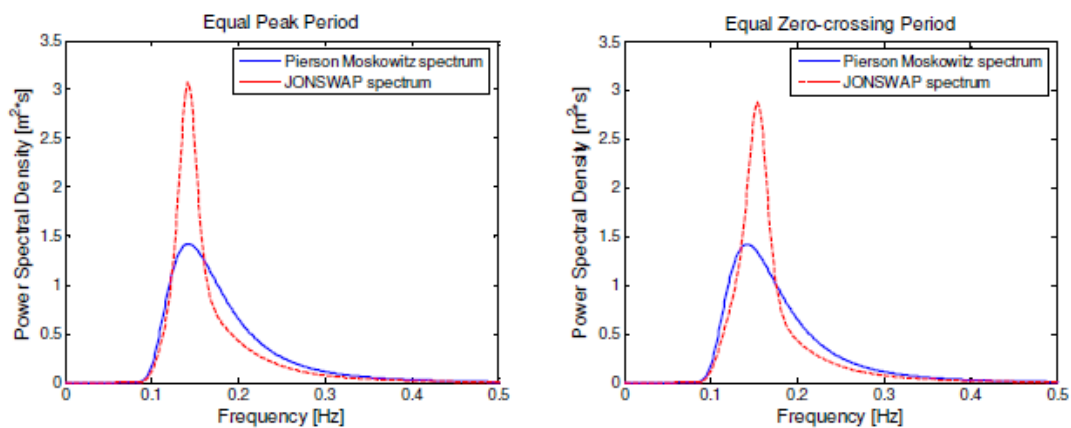 Equal Peak Period
3.5
3
2.5
2
1.5
1
0.5
0
Power Spectral Density [m²*s]
Pierson Moskowitz spectrum
JONSWAP spectrum
0 0.1 0.2 0.3 0.4 0.5
Frequency [Hz]
Equal Zero-crossing Period
3.5
3
2.5
2
1.5
1
0.5
0
Power Spectral Density [m²*s]
Pierson Moskowitz spectrum
JONSWAP spectrum
0 0.1 0.2 0.3 0.4 0.5
Frequency [Hz]